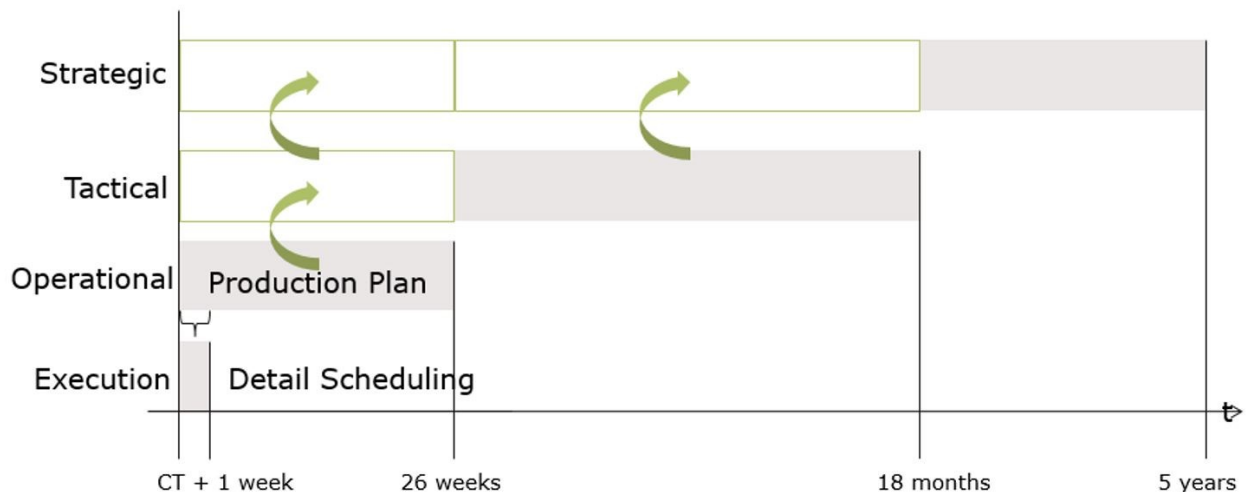 Strategic
Tactical
Operational
Production Plan
Execution
Detail Scheduling
t
CT + 1 week
26 weeks
18 months
5 years